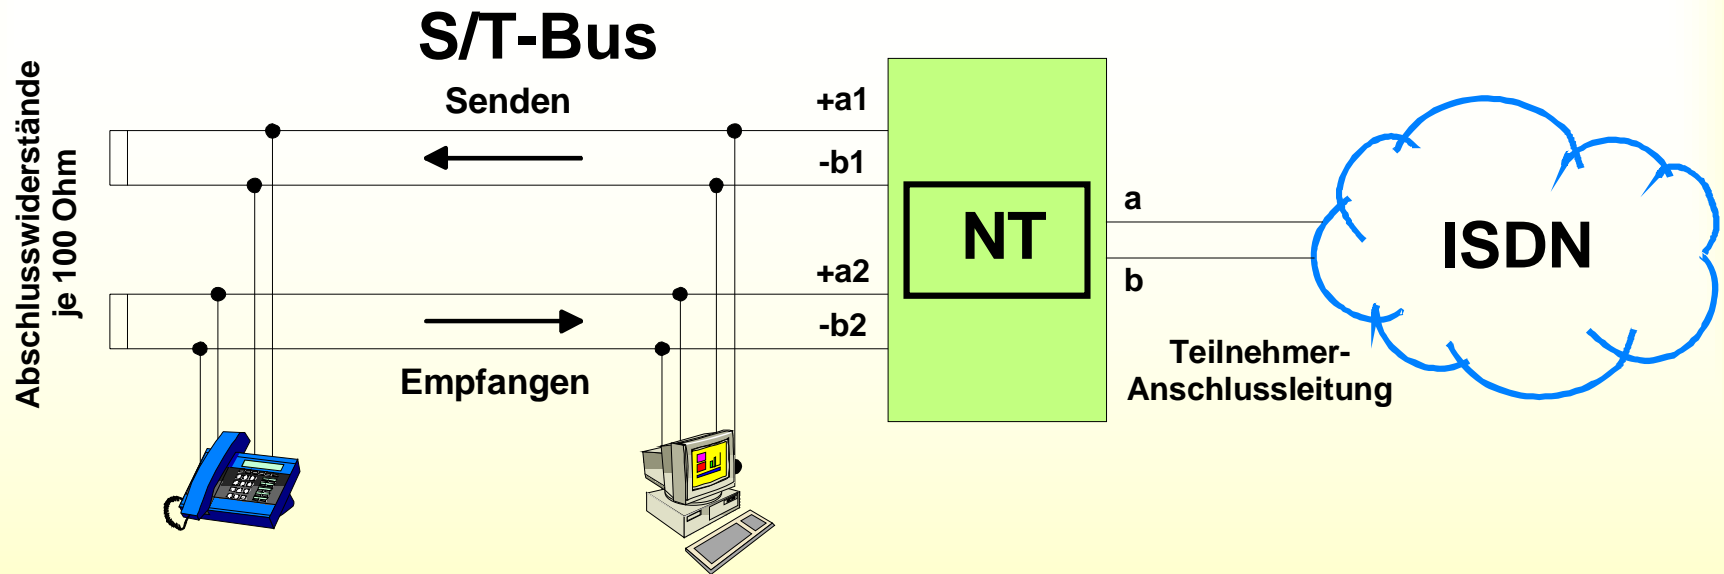 S/T-Bus
Abschlusswiderstände
je 100 Ohm
Senden
+a1
-b1
+a2
-b2
Empfangen
NT
a
b
Teilnehmer-
Anschlussleitung
ISDN